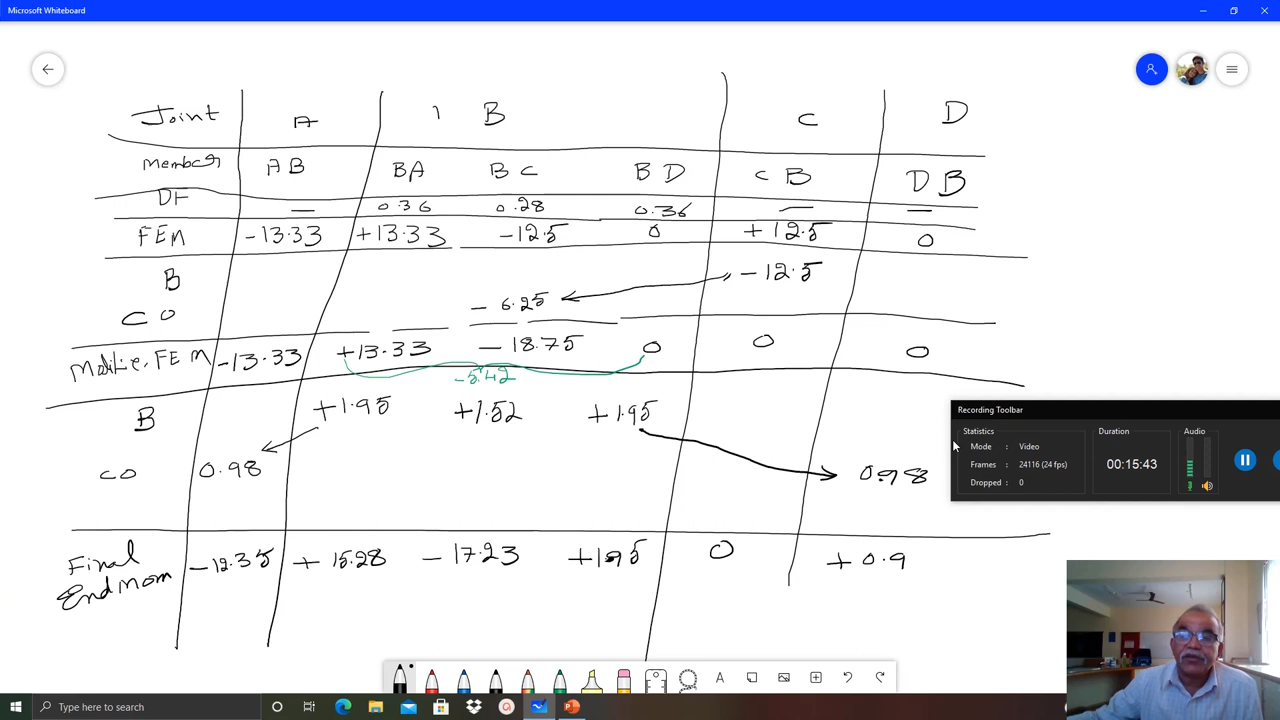 Microsoft Whiteboard
Joint A B C D
Member AB BA BC BD CB DB
DF — 0.36 0.28 0.36 — —
FEM -13.33 +13.33 -12.5 0 +12.5 0
B -12.5
CO -6.25
FEM -13.33 +13.33 -18.75 0 0 0
-5.42
B +1.95 +1.52 +1.95
CO 0.98 0.98
Final
End mom -12.35 +15.28 -17.23 +1.95 0 +0.9
Recording Toolbar
Statistics Duration Audio
Mode : Video
Frames : 24116 (24 fps) 00:15:43
Dropped : 0
A
Type here to search